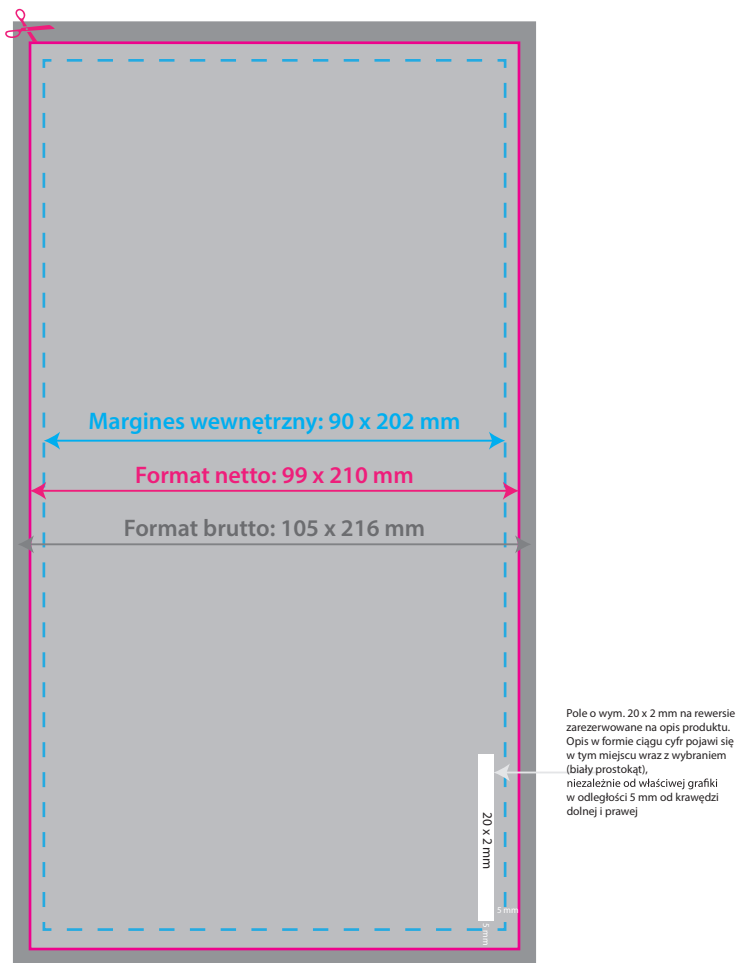 Margines wewnętrzny: 90 x 202 mm
Format netto: 99 x 210 mm
Format brutto: 105 x 216 mm
Pole o wym. 20 x 2 mm na rewersie
zarezerwowane na opis produktu.
Opis w formie ciągu cyfr pojawi się
w tym miejscu wraz z wybraniem
(biały prostokąt),
niezależnie od właściwej grafiki
w odległości 5 mm od krawędzi
dolnej i prawej
20 x 2 mm
5 mm
5 mm